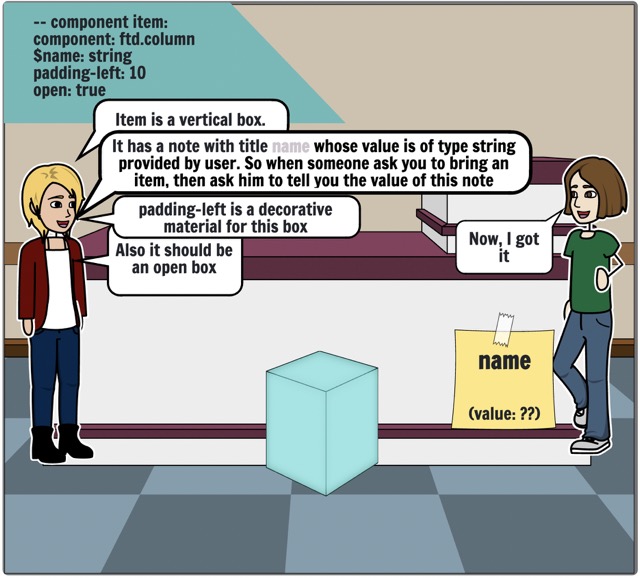 -- component item:
component: ftd.column
$name: string
padding-left: 10
open: true
Item is a vertical box.
It has a note with title name whose value is of type string
provided by user. So when someone ask you to bring an
item, then ask him to tell you the value of this note
padding-left is a decorative
material for this box
Also it should be
an open box
Now, I got
it
name
(value: ??)